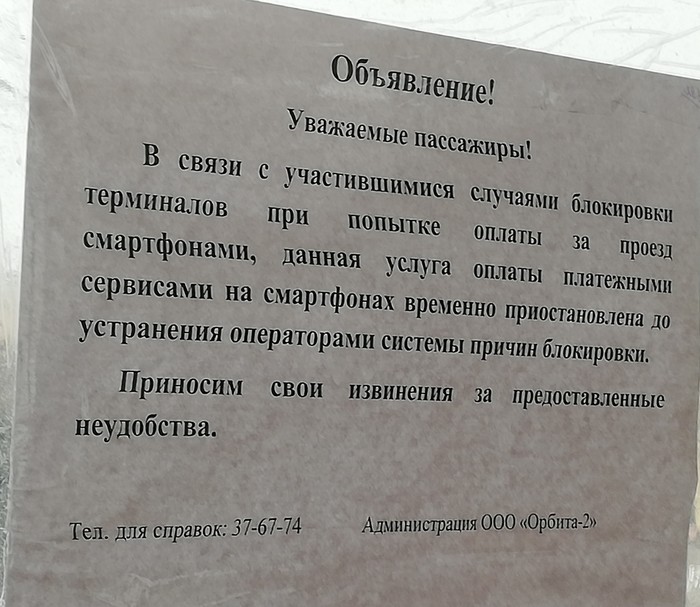 Объявление!
Уважаемые пассажиры!
В связи с участившимися случаями блокировки
терминалов при попытке оплаты за проезд
смартфонами, данная услуга оплаты платежными
сервисами на смартфонах временно приостановлена до
устранения операторами системы причин блокировки.
Приносим свои извинения за предоставленные
неудобства.
Тел. для справок: 37-67-74 Администрация ООО «Орбита-2»